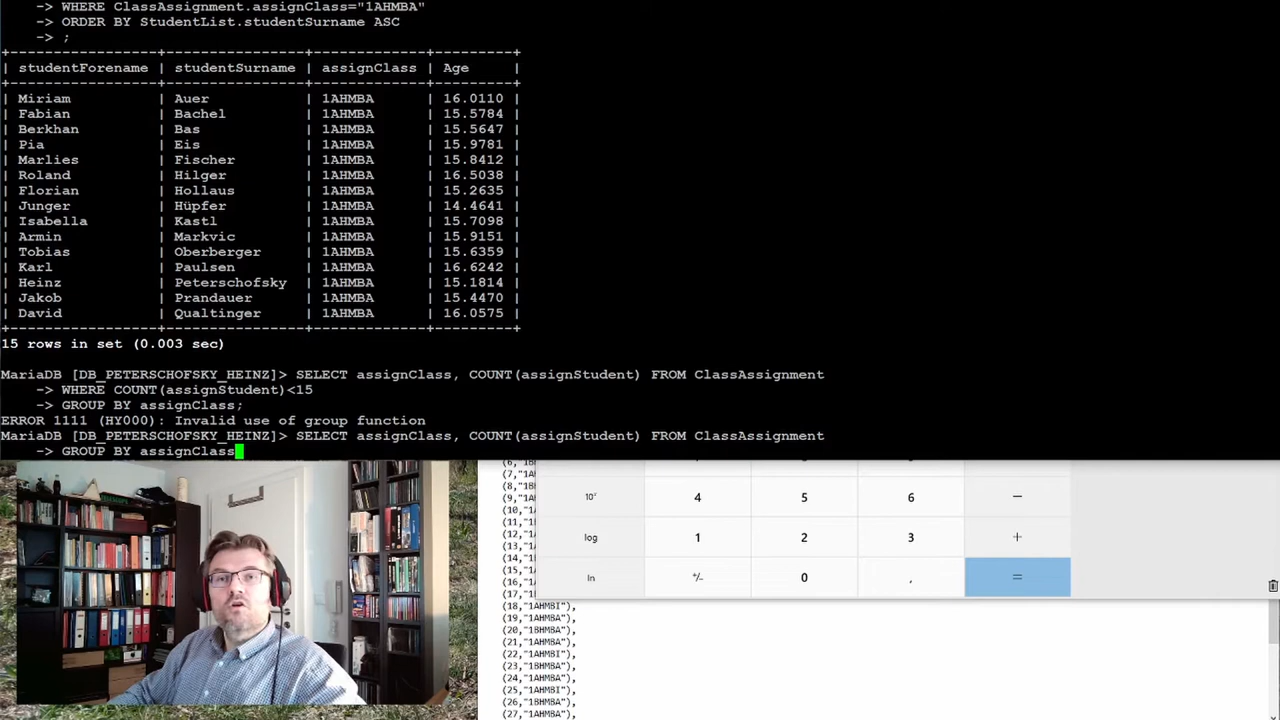 -> WHERE ClassAssignment.assignClass="1AHMBA"
-> ORDER BY StudentList.studentSurname ASC
-> ;
| studentForename | studentSurname | assignClass | Age |
| Miriam | Auer | 1AHMBA | 16.0110 |
| Fabian | Bachel | 1AHMBA | 15.5784 |
| Berkhan | Bas | 1AHMBA | 15.5647 |
| Pia | Eis | 1AHMBA | 15.9781 |
| Marlies | Fischer | 1AHMBA | 15.8412 |
| Roland | Hilger | 1AHMBA | 16.5038 |
| Florian | Hollaus | 1AHMBA | 15.2635 |
| Junger | Hüpfer | 1AHMBA | 14.4641 |
| Isabella | Kastl | 1AHMBA | 15.7098 |
| Armin | Markvic | 1AHMBA | 15.9151 |
| Tobias | Oberberger | 1AHMBA | 15.6359 |
| Karl | Paulsen | 1AHMBA | 16.6242 |
| Heinz | Peterschofsky | 1AHMBA | 15.1814 |
| Jakob | Prandauer | 1AHMBA | 15.4470 |
| David | Qualtinger | 1AHMBA | 16.0575 |
15 rows in set (0.003 sec)
MariaDB [DB_PETERSCHOFSKY_HEINZ]> SELECT assignClass, COUNT(assignStudent) FROM ClassAssignment
-> WHERE COUNT(assignStudent)<15
-> GROUP BY assignClass;
ERROR 1111 (HY000): Invalid use of group function
MariaDB [DB_PETERSCHOFSKY_HEINZ]> SELECT assignClass, COUNT(assignStudent) FROM ClassAssignment
-> GROUP BY assignClass
4 5 6 −
log 1 2 3 +
ln +/− 0 , =
(18,"1AHMBI"),
(19,"1AHMBA"),
(20,"1BHMBA"),
(21,"1AHMBA"),
(22,"1AHMBI"),
(23,"1BHMBA"),
(24,"1AHMBA"),
(25,"1AHMBI"),
(26,"1BHMBA"),
(27,"1AHMBA"),